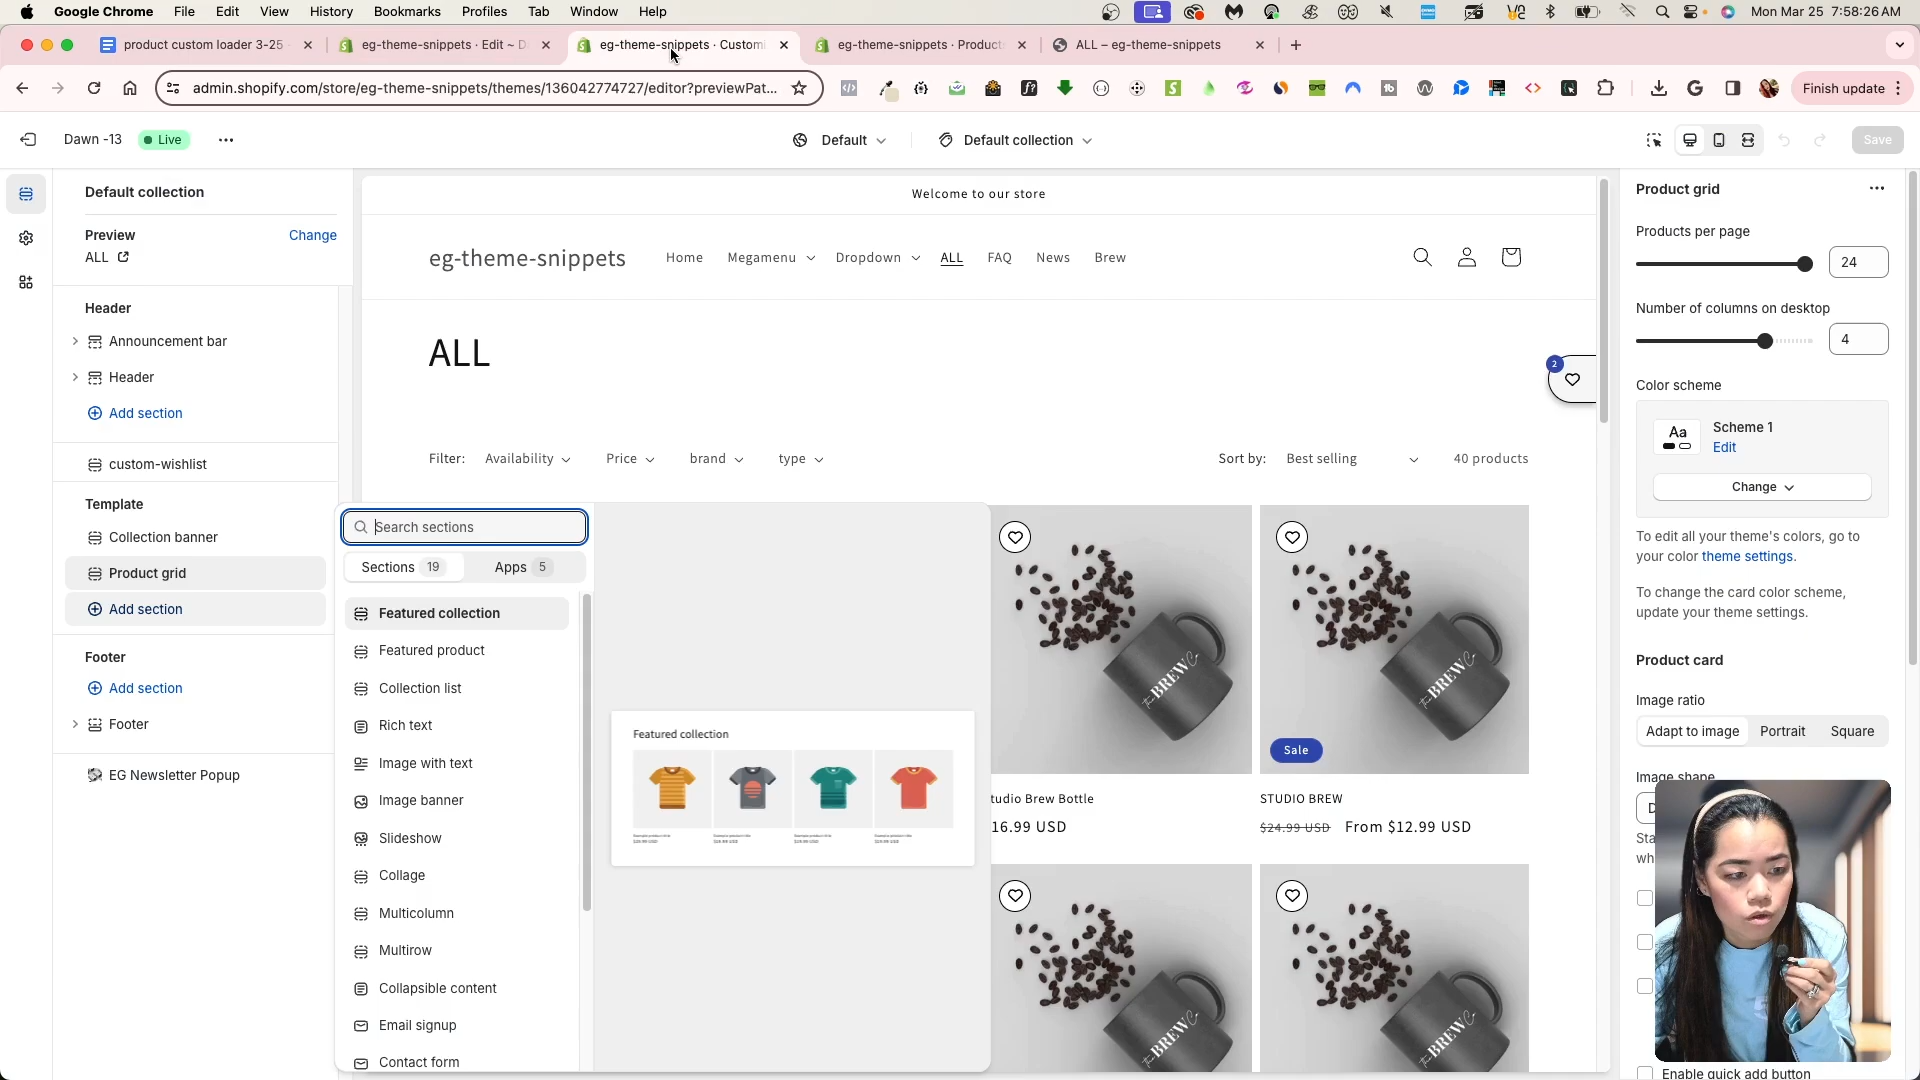 Google Chrome File Edit View History Bookmarks Profiles Tab Window Help
Mon Mar 25 7:58:26 AM
product custom loader 3-25
eg-theme-snippets · Edit ~ D
eg-theme-snippets · Customi
eg-theme-snippets · Product
ALL – eg-theme-snippets
admin.shopify.com/store/eg-theme-snippets/themes/136042774727/editor?previewPat...
Finish update
Dawn -13
Live
Default
Default collection
Save
Default collection
Preview
Change
ALL
Header
Announcement bar
Header
Add section
custom-wishlist
Template
Collection banner
Product grid
Add section
Footer
Add section
Footer
EG Newsletter Popup
Search sections
Sections 19
Apps 5
Featured collection
Featured product
Collection list
Rich text
Image with text
Image banner
Slideshow
Collage
Multicolumn
Multirow
Collapsible content
Email signup
Contact form
Featured collection
Welcome to our store
eg-theme-snippets
Home Megamenu Dropdown ALL FAQ News Brew
ALL
2
Filter: Availability Price brand type
Sort by: Best selling
40 products
the BREW Co
the BREW Co
Sale
tudio Brew Bottle
16.99 USD
STUDIO BREW
$24.99 USD From $12.99 USD
Product grid
Products per page
24
Number of columns on desktop
4
Color scheme
Aa
Scheme 1
Edit
Change
To edit all your theme's colors, go to
your color theme settings.
To change the card color scheme,
update your theme settings.
Product card
Image ratio
Adapt to image Portrait Square
Image shape
D
Sta
wh
Enable quick add button